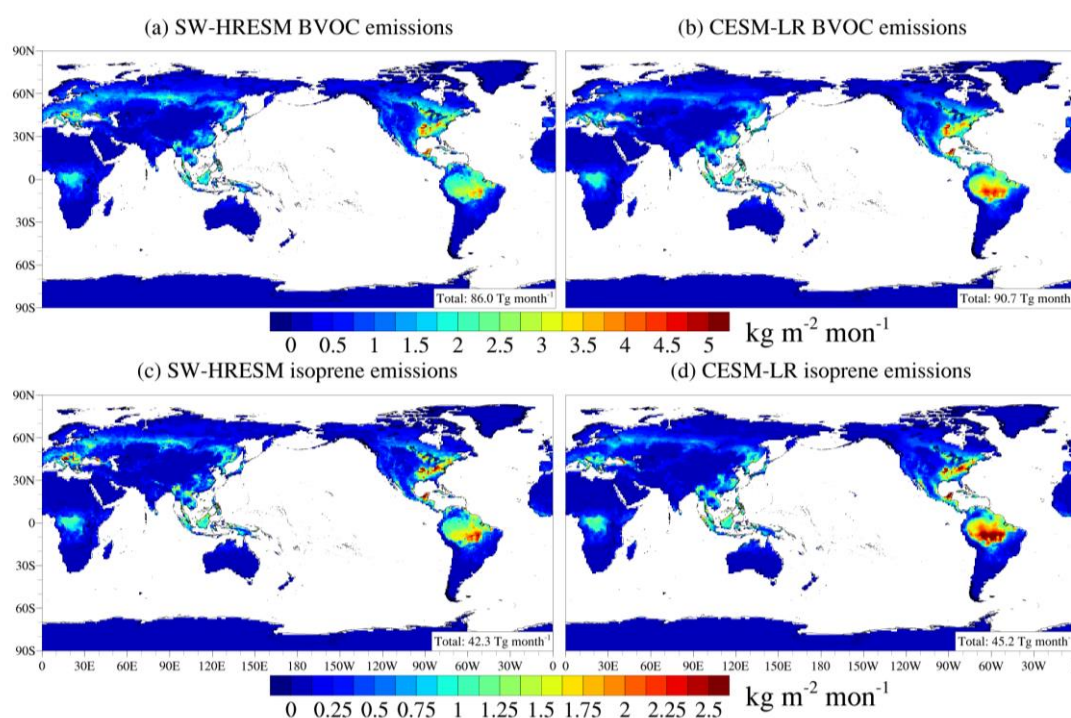 (a) SW-HRESM BVOC emissions (b) CESM-LR BVOC emissions
90N
60N
30N
0
30S
60S
90S
Total: 86.0 Tg month⁻¹ Total: 90.7 Tg month
0 0.5 1 1.5 2 2.5 3 3.5 4 4.5 5 kg m⁻² mon⁻¹
(c) SW-HRESM isoprene emissions (d) CESM-LR isoprene emissions
90N
60N
30N
0
30S
60S
90S
Total: 42.3 Tg month⁻¹ Total: 45.2 Tg month⁻¹
0 30E 60E 90E 120E 150E 180 150W 120W 90W 60W 30W 0 0 30E 60E 90E 120E 150E 180 150W 120W 90W 60W 30W
0 0.25 0.5 0.75 1 1.25 1.5 1.75 2 2.25 2.5 kg m⁻² mon⁻¹